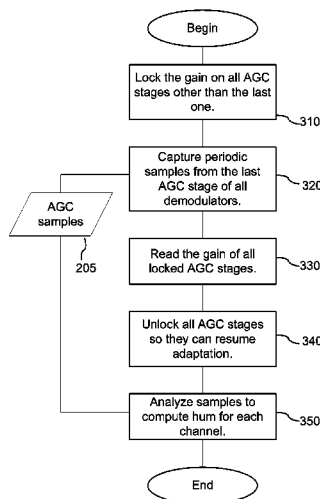 Begin
Lock the gain on all AGC
stages other than the last
one.
310
Capture periodic
samples from the last
AGC stage of all
demodulators.
320
AGC
samples
205
Read the gain of all
locked AGC stages.
330
Unlock all AGC stages
so they can resume
adaptation.
340
Analyze samples to
compute hum for each
channel.
350
End